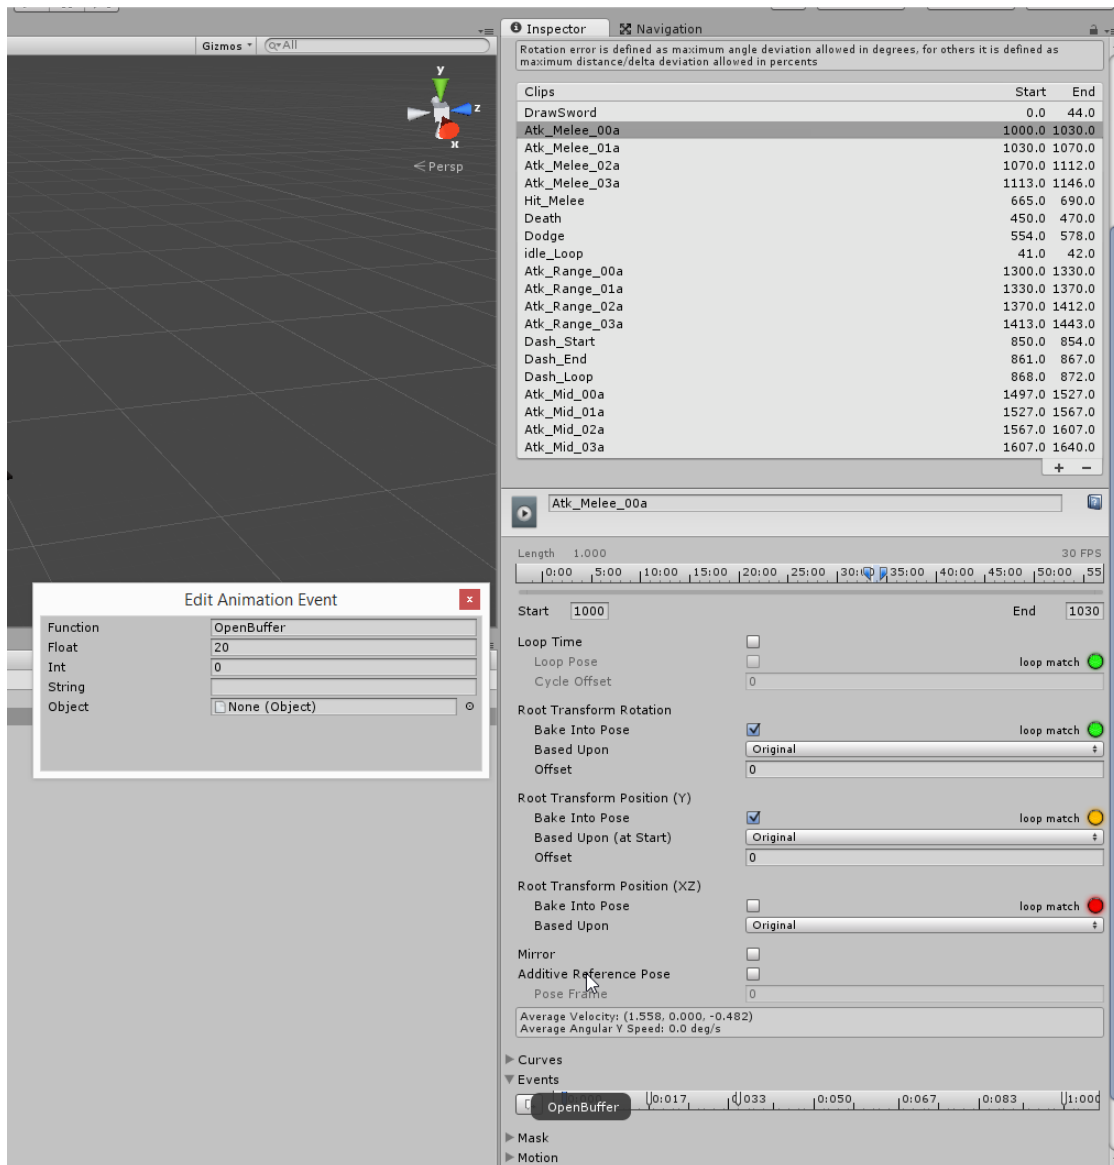 Inspector
Navigation
Gizmos
All
Rotation error is defined as maximum angle deviation allowed in degrees, for others it is defined as
maximum distance/delta deviation allowed in percents
y
z
x
Persp
Clips Start End
DrawSword 0.0 44.0
Atk_Melee_00a 1000.0 1030.0
Atk_Melee_01a 1030.0 1070.0
Atk_Melee_02a 1070.0 1112.0
Atk_Melee_03a 1113.0 1146.0
Hit_Melee 665.0 690.0
Death 450.0 470.0
Dodge 554.0 578.0
idle_Loop 41.0 42.0
Atk_Range_00a 1300.0 1330.0
Atk_Range_01a 1330.0 1370.0
Atk_Range_02a 1370.0 1412.0
Atk_Range_03a 1413.0 1443.0
Dash_Start 850.0 854.0
Dash_End 861.0 867.0
Dash_Loop 868.0 872.0
Atk_Mid_00a 1497.0 1527.0
Atk_Mid_01a 1527.0 1567.0
Atk_Mid_02a 1567.0 1607.0
Atk_Mid_03a 1607.0 1640.0
+ −
Atk_Melee_00a
Length 1.000 30 FPS
0:00 5:00 10:00 15:00 20:00 25:00 35:00 40:00 45:00 50:00 55
Start 1000 End 1030
Loop Time
Loop Pose loop match
Cycle Offset 0
Root Transform Rotation
Bake Into Pose loop match
Based Upon Original
Offset 0
Root Transform Position (Y)
Bake Into Pose loop match
Based Upon (at Start) Original
Offset 0
Root Transform Position (XZ)
Bake Into Pose loop match
Based Upon Original
Mirror
Additive Reference Pose
Pose Frame 0
Average Velocity: (1.558, 0.000, -0.482)
Average Angular Y Speed: 0.0 deg/s
Curves
Events
0:017 0:050 0:067 0:083
OpenBuffer
Mask
Motion
Edit Animation Event
x
Function OpenBuffer
Float 20
Int 0
String
Object None (Object)